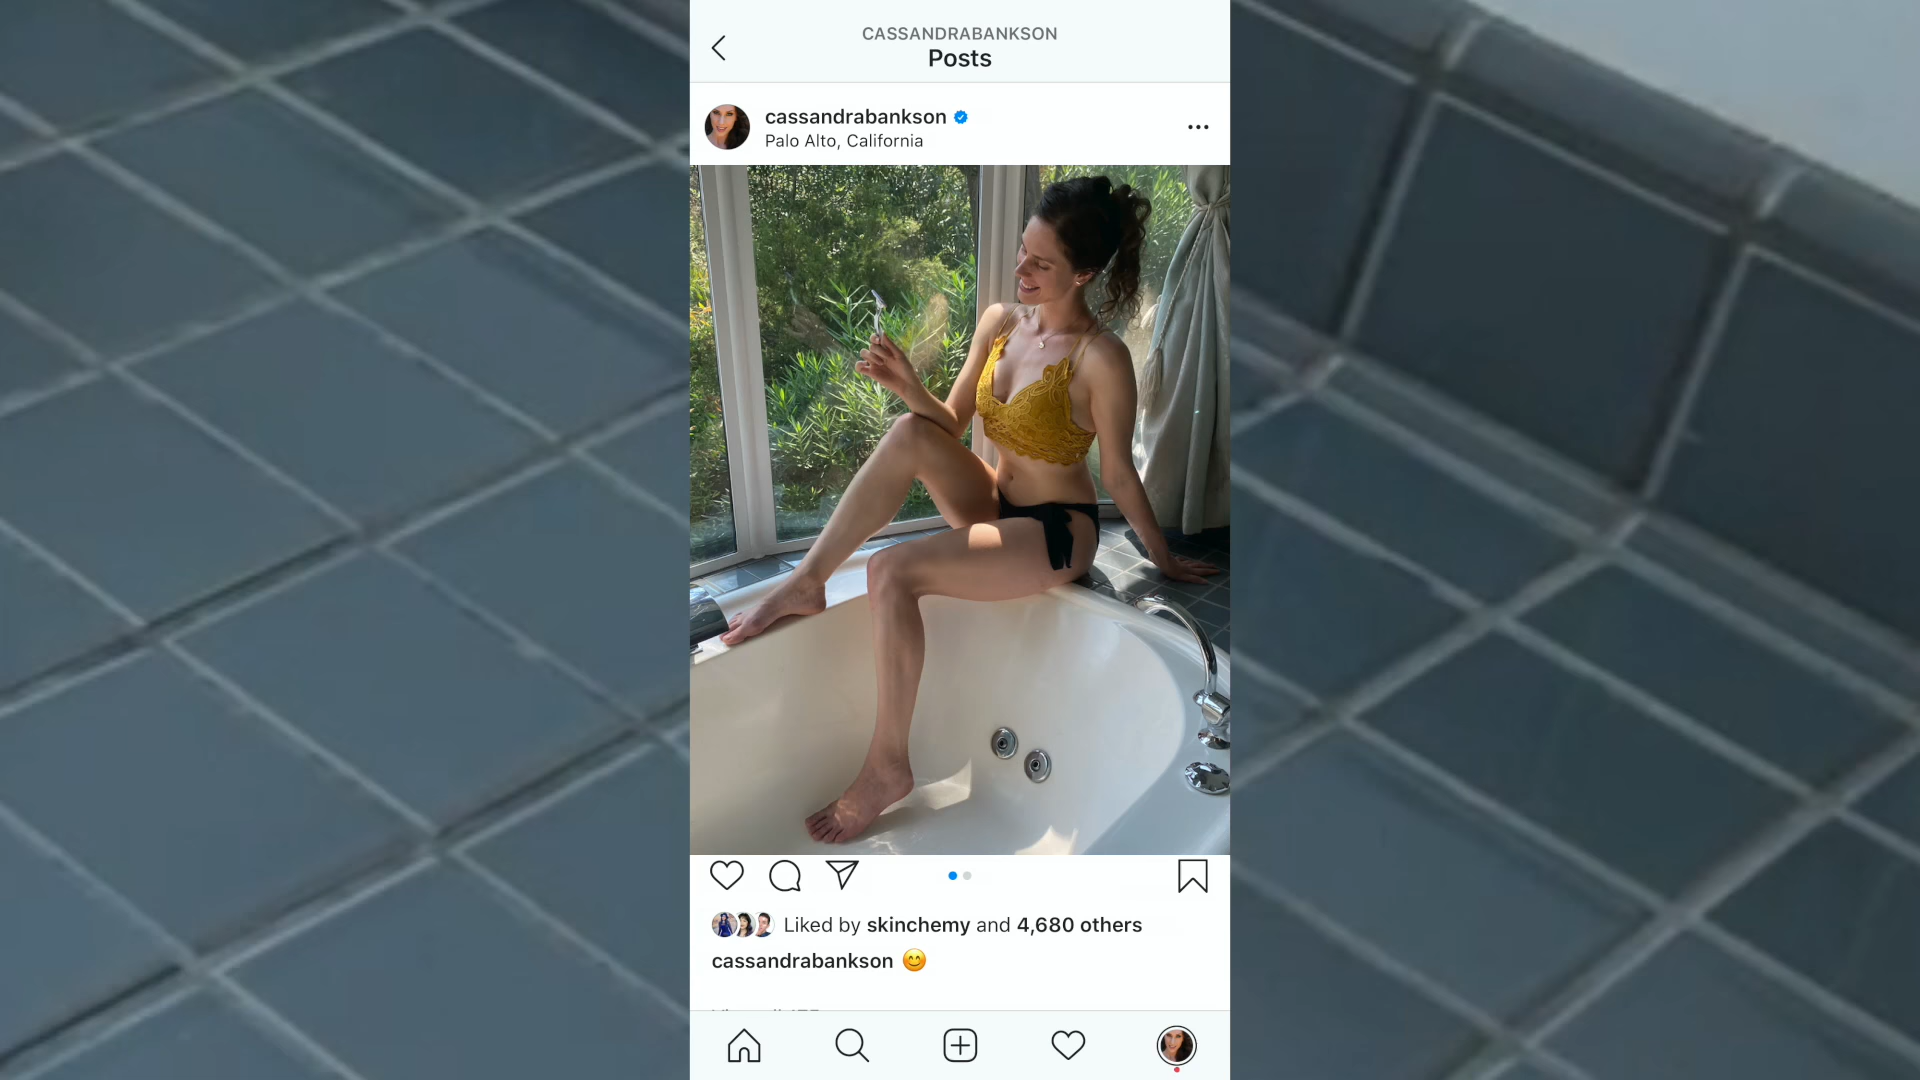 CASSANDRABANKSON
Posts
cassandrabankson
Palo Alto, California
Liked by skinchemy and 4,680 others
cassandrabankson 😊